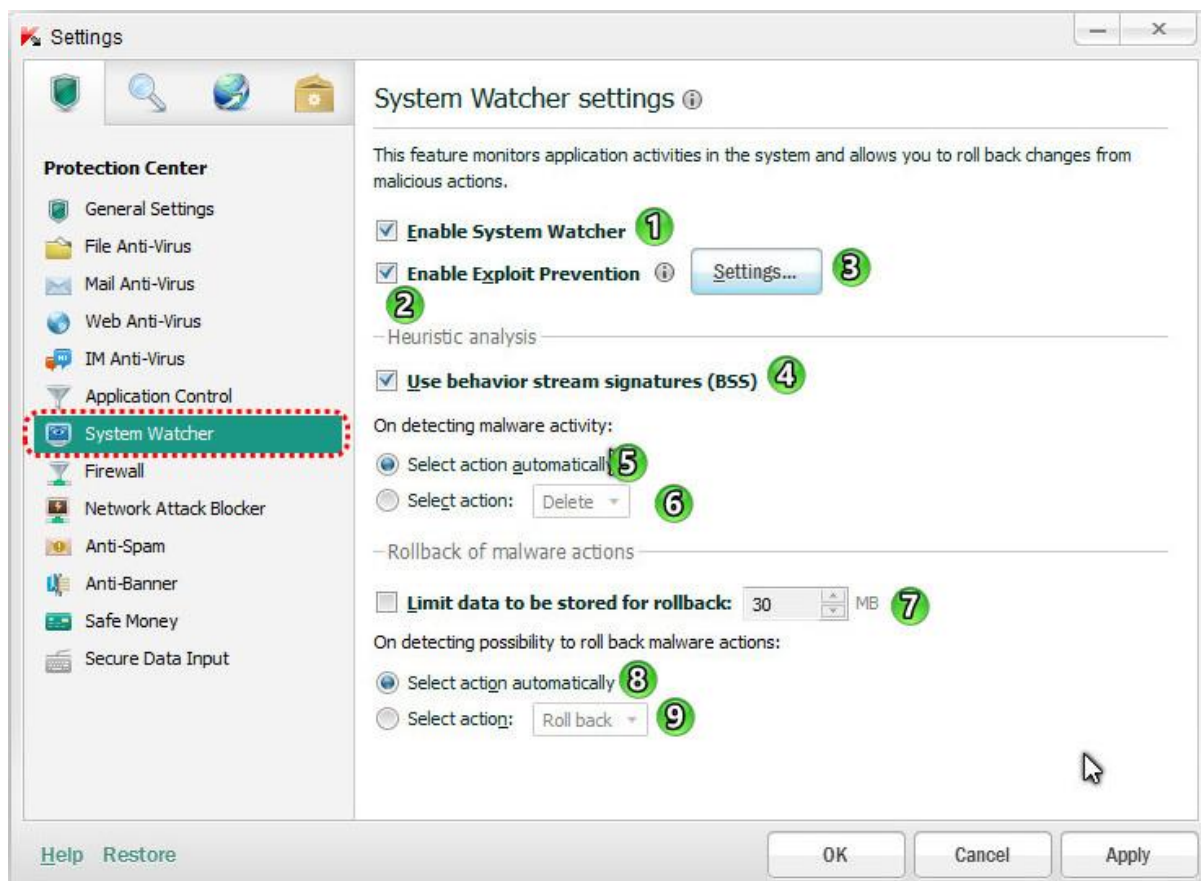 Settings
System Watcher settings
Protection Center
General Settings
File Anti-Virus
Mail Anti-Virus
Web Anti-Virus
IM Anti-Virus
Application Control
System Watcher
Firewall
Network Attack Blocker
Anti-Spam
Anti-Banner
Safe Money
Secure Data Input
This feature monitors application activities in the system and allows you to roll back changes from
malicious actions.
Enable System Watcher 1
Enable Exploit Prevention Settings... 3
2
Heuristic analysis
Use behavior stream signatures (BSS) 4
On detecting malware activity:
Select action automatically 5
Select action: Delete 6
Rollback of malware actions
Limit data to be stored for rollback: 30 MB 7
On detecting possibility to roll back malware actions:
Select action automatically 8
Select action: Roll back 9
Help Restore OK Cancel Apply